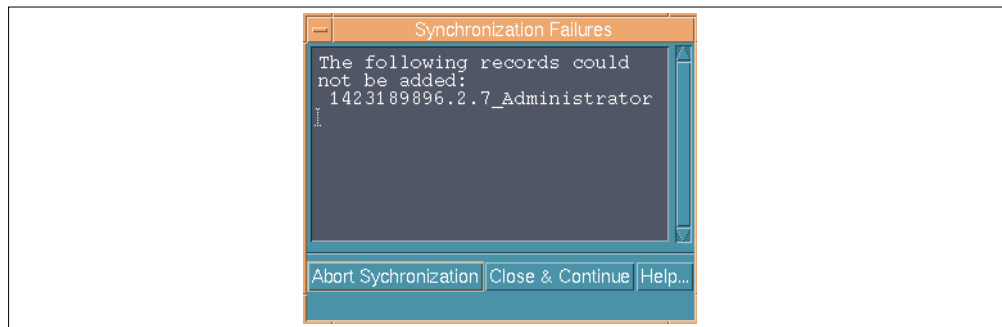 Synchronization Failures
The following records could
not be added:
1423189896.2.7_Administrator
Abort Sychronization Close & Continue Help...